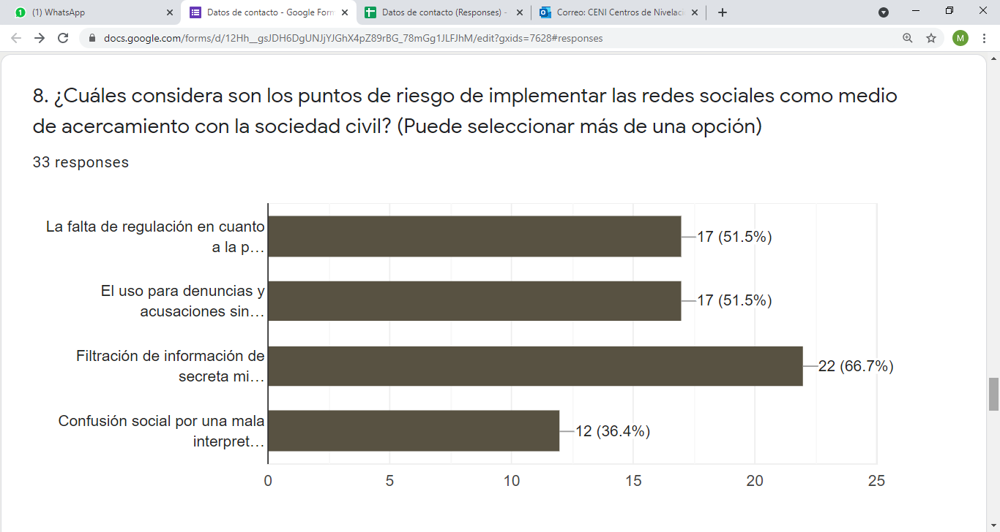 (1) WhatsApp
Datos de contacto - Google Form
Datos de contacto (Responses) -
Correo: CENI Centros de Nivelaci
docs.google.com/forms/d/12Hh__gsJDH6DgUNJjYJGhX4pZ89rBG_78mGg1JLFJhM/edit?gxids=7628#responses
M
8. ¿Cuáles considera son los puntos de riesgo de implementar las redes sociales como medio
de acercamiento con la sociedad civil? (Puede seleccionar más de una opción)
33 responses
La falta de regulación en cuanto
a la p…
17 (51.5%)
El uso para denuncias y
acusaciones sin…
17 (51.5%)
Filtración de información de
secreta mi…
22 (66.7%)
Confusión social por una mala
interpret…
12 (36.4%)
0 5 10 15 20 25